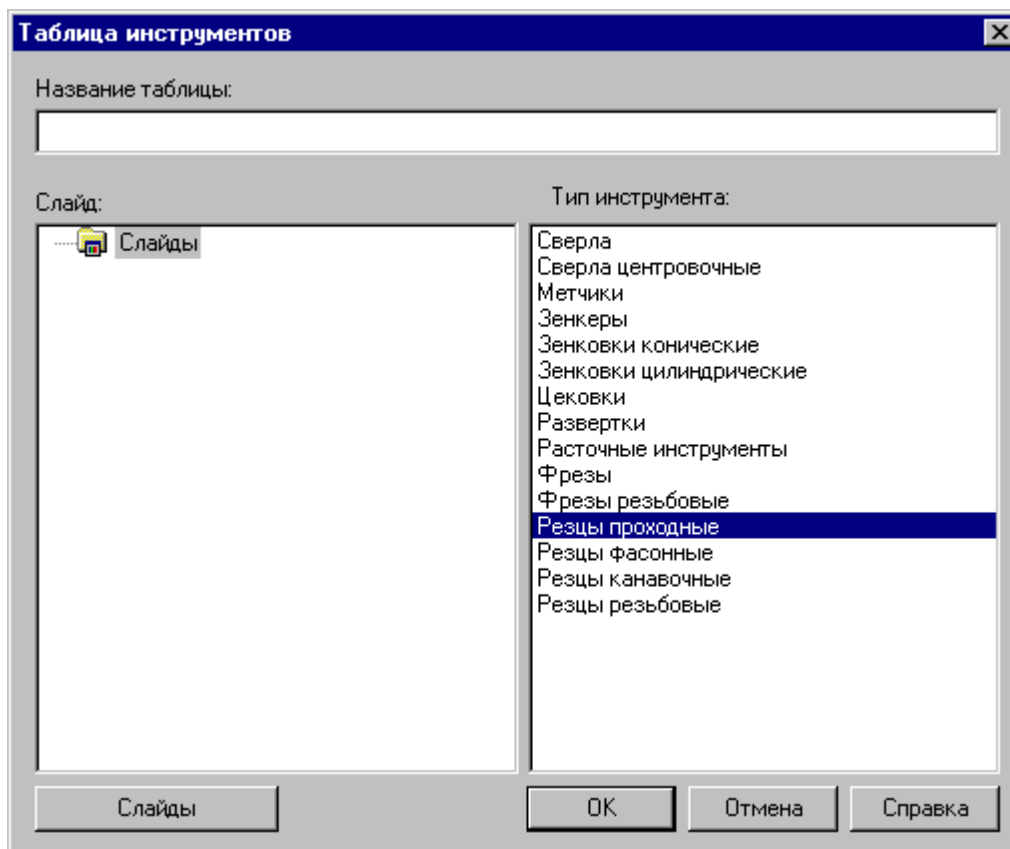 Таблица инструментов
Название таблицы:
Слайд:
Тип инструмента:
Слайды
Сверла
Сверла центровочные
Метчики
Зенкеры
Зенковки конические
Зенковки цилиндрические
Цековки
Развертки
Расточные инструменты
Фрезы
Фрезы резьбовые
Резцы проходные
Резцы фасонные
Резцы канавочные
Резцы резьбовые
Слайды
OK
Отмена
Справка